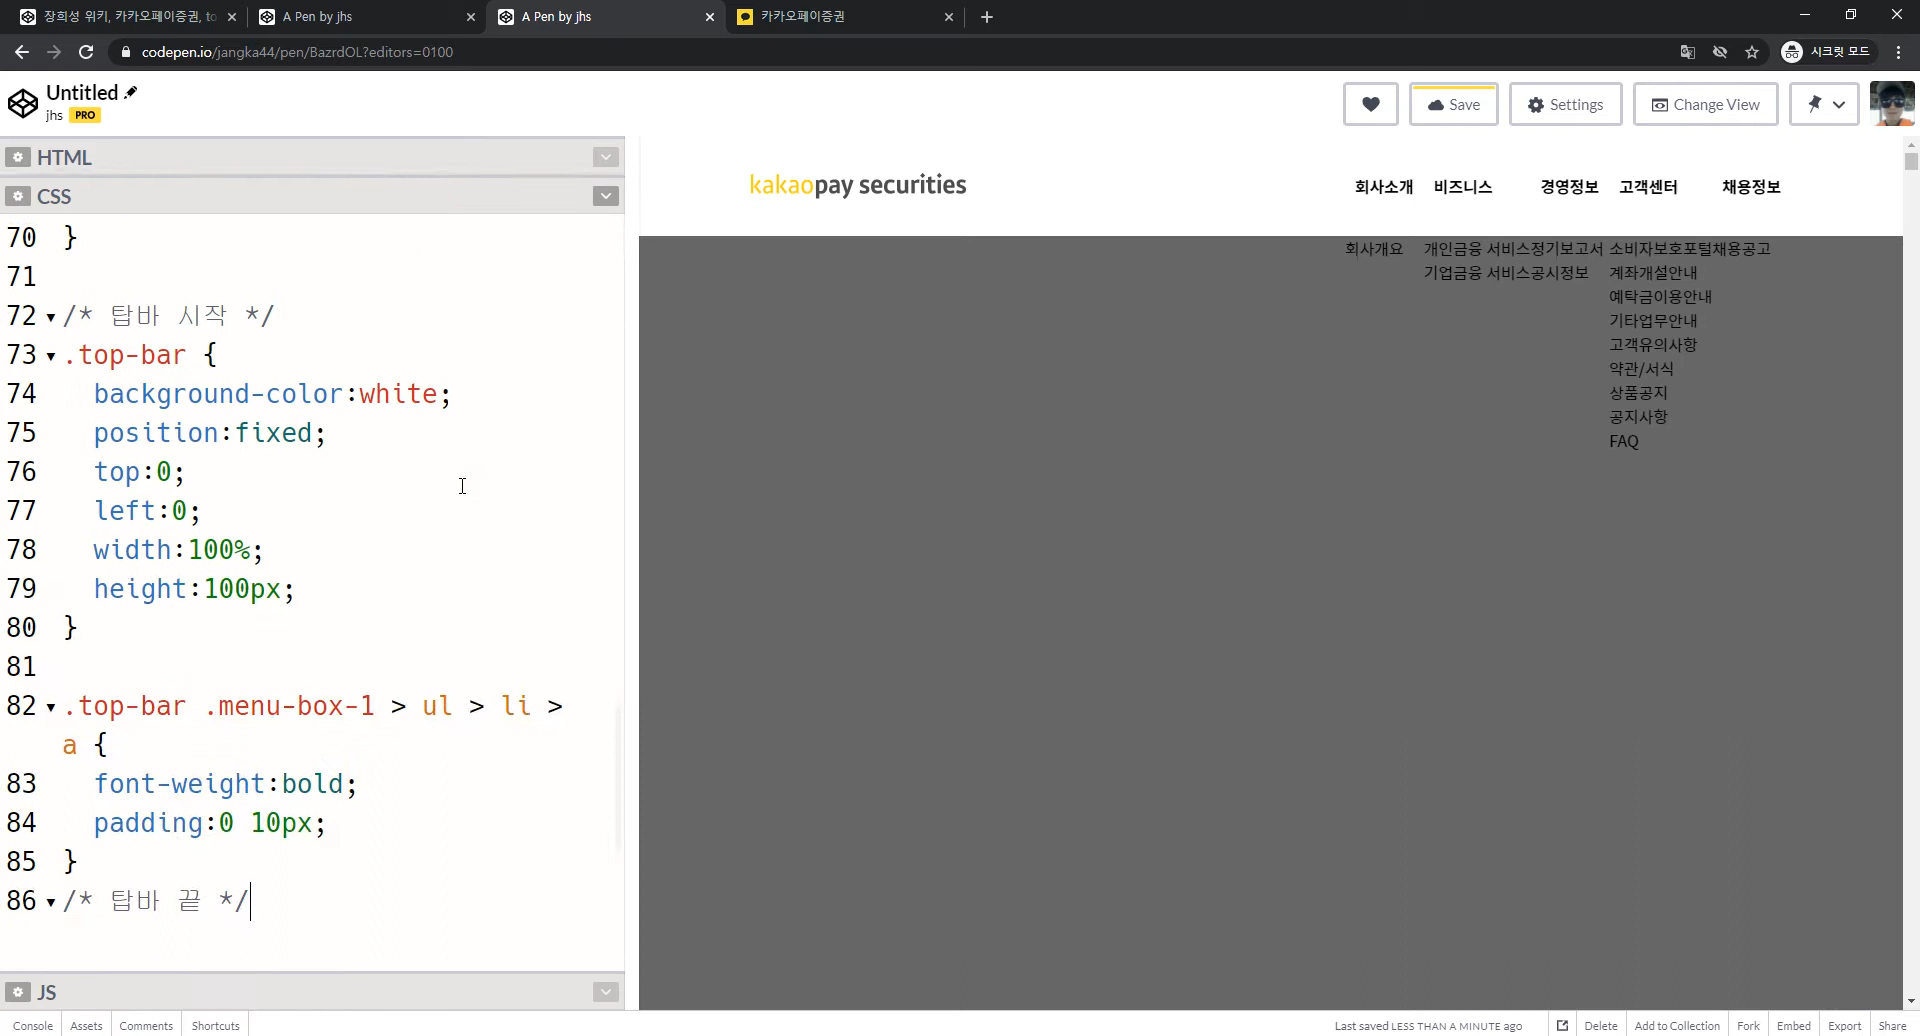 장희성 위키, 카카오페이증권, to
A Pen by jhs
A Pen by jhs
카카오페이증권
codepen.io/jangka44/pen/BazrdOL?editors=0100
시크릿 모드
Untitled
jhs PRO
Save
Settings
Change View
HTML
CSS
70 }
71
72 /* 탑바 시작 */
73 .top-bar {
74 background-color:white;
75 position:fixed;
76 top:0;
77 left:0;
78 width:100%;
79 height:100px;
80 }
81
82 .top-bar .menu-box-1 > ul > li >
a {
83 font-weight:bold;
84 padding:0 10px;
85 }
86 /* 탑바 끝 */
JS
kakaopay securities
회사소개 비즈니스 경영정보 고객센터 채용정보
회사개요 개인금융 서비스정기보고서 소비자보호포털채용공고
기업금융 서비스공시정보 계좌개설안내
예탁금이용안내
기타업무안내
고객유의사항
약관/서식
상품공지
공지사항
FAQ
Console Assets Comments Shortcuts
Last saved LESS THAN A MINUTE ago
Delete Add to Collection Fork Embed Export Share